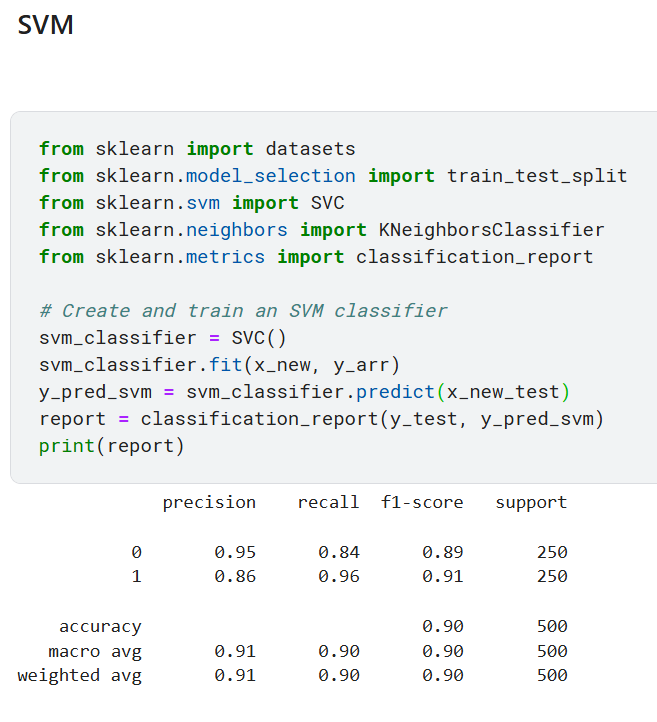 SVM
from sklearn import datasets
from sklearn.model_selection import train_test_split
from sklearn.svm import SVC
from sklearn.neighbors import KNeighborsClassifier
from sklearn.metrics import classification_report
# Create and train an SVM classifier
svm_classifier = SVC()
svm_classifier.fit(x_new, y_arr)
y_pred_svm = svm_classifier.predict(x_new_test)
report = classification_report(y_test, y_pred_svm)
print(report)
precision recall f1-score support
0 0.95 0.84 0.89 250
1 0.86 0.96 0.91 250
accuracy 0.90 500
macro avg 0.91 0.90 0.90 500
weighted avg 0.91 0.90 0.90 500